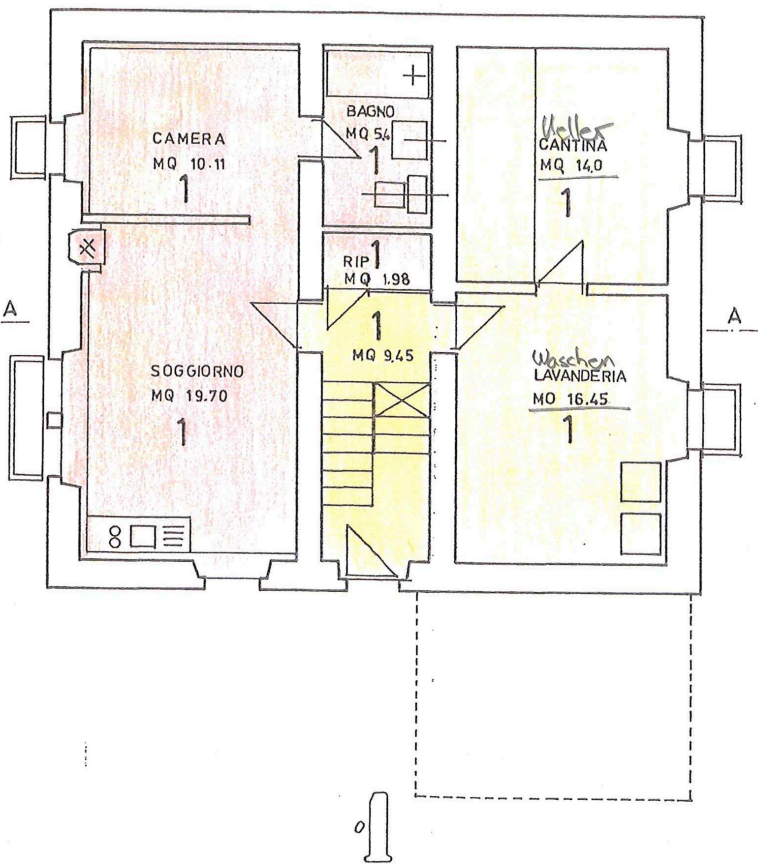 CAMERA
MQ 10.11
1
BAGNO
MQ 5.4
1
Keller
CANTINA
MQ 14.0
1
RIP
1
MQ 1.98
A
A
1
MQ 9.45
SOGGIORNO
MQ 19.70
1
Waschen
LAVANDERIA
MQ 16.45
1